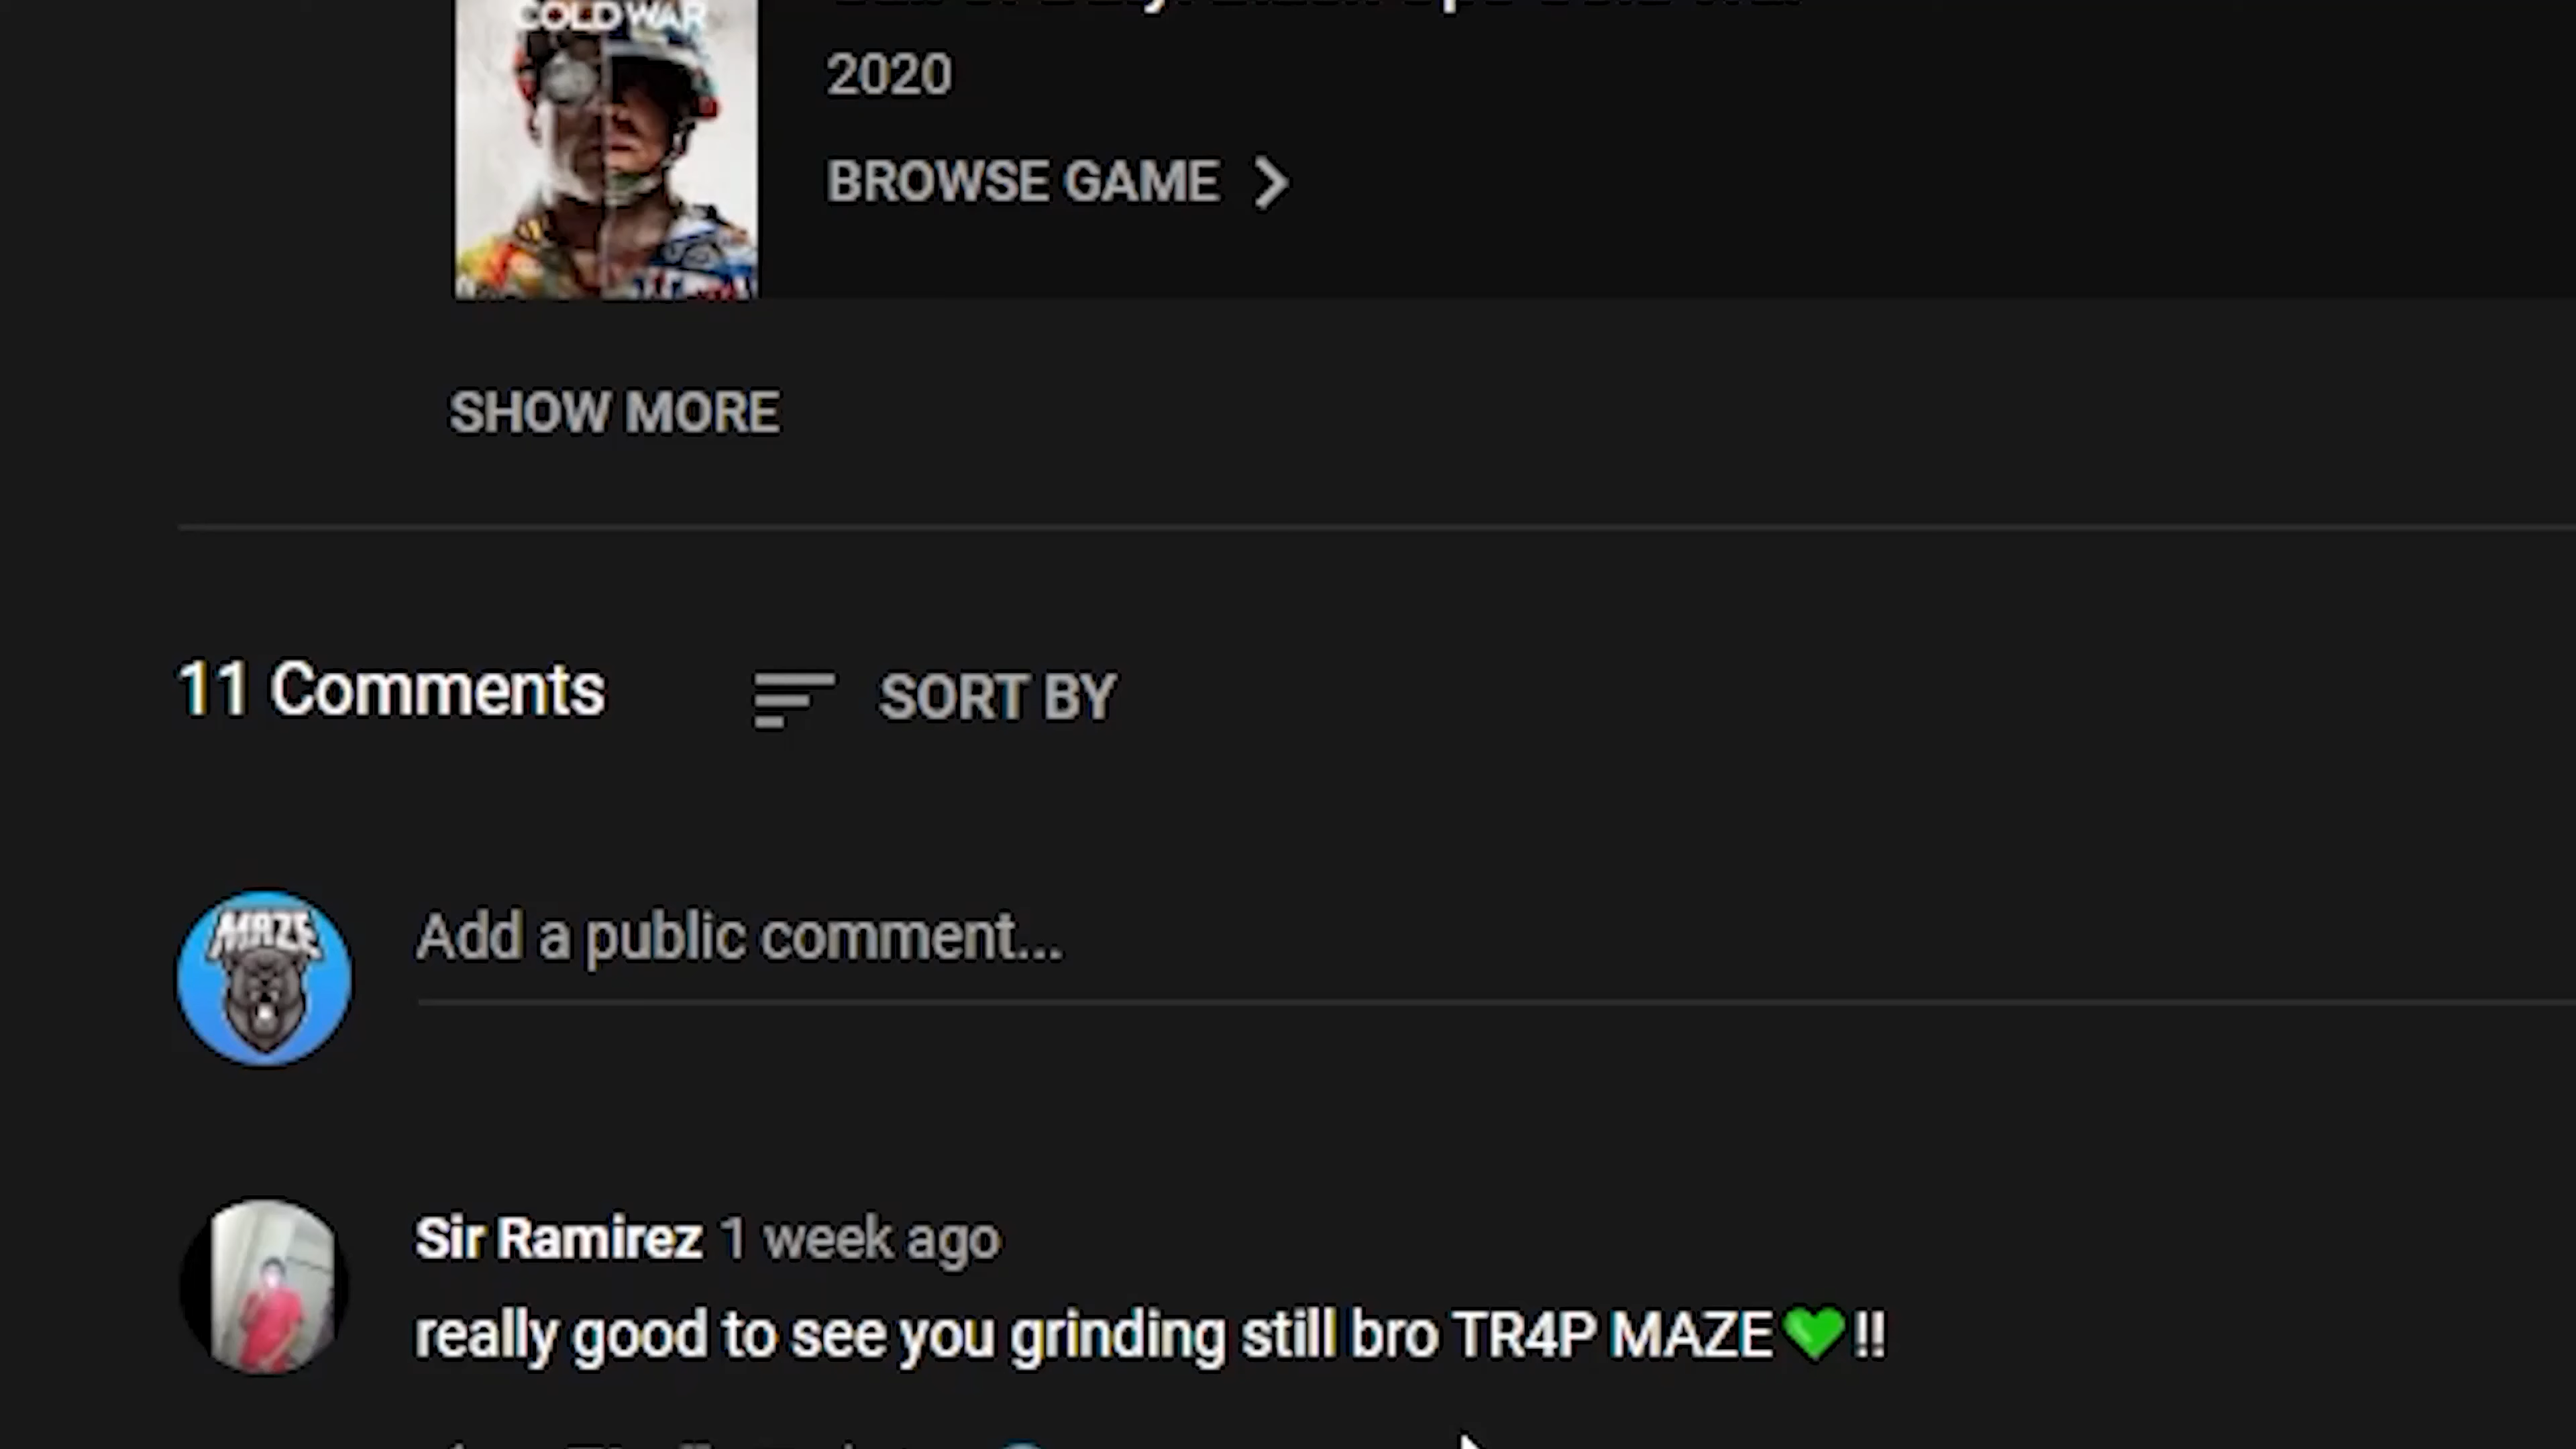 COLD WAR
2020
BROWSE GAME
SHOW MORE
11 Comments
SORT BY
MAZE
Add a public comment...
Sir Ramirez 1 week ago
really good to see you grinding still bro TR4P MAZE💚!!